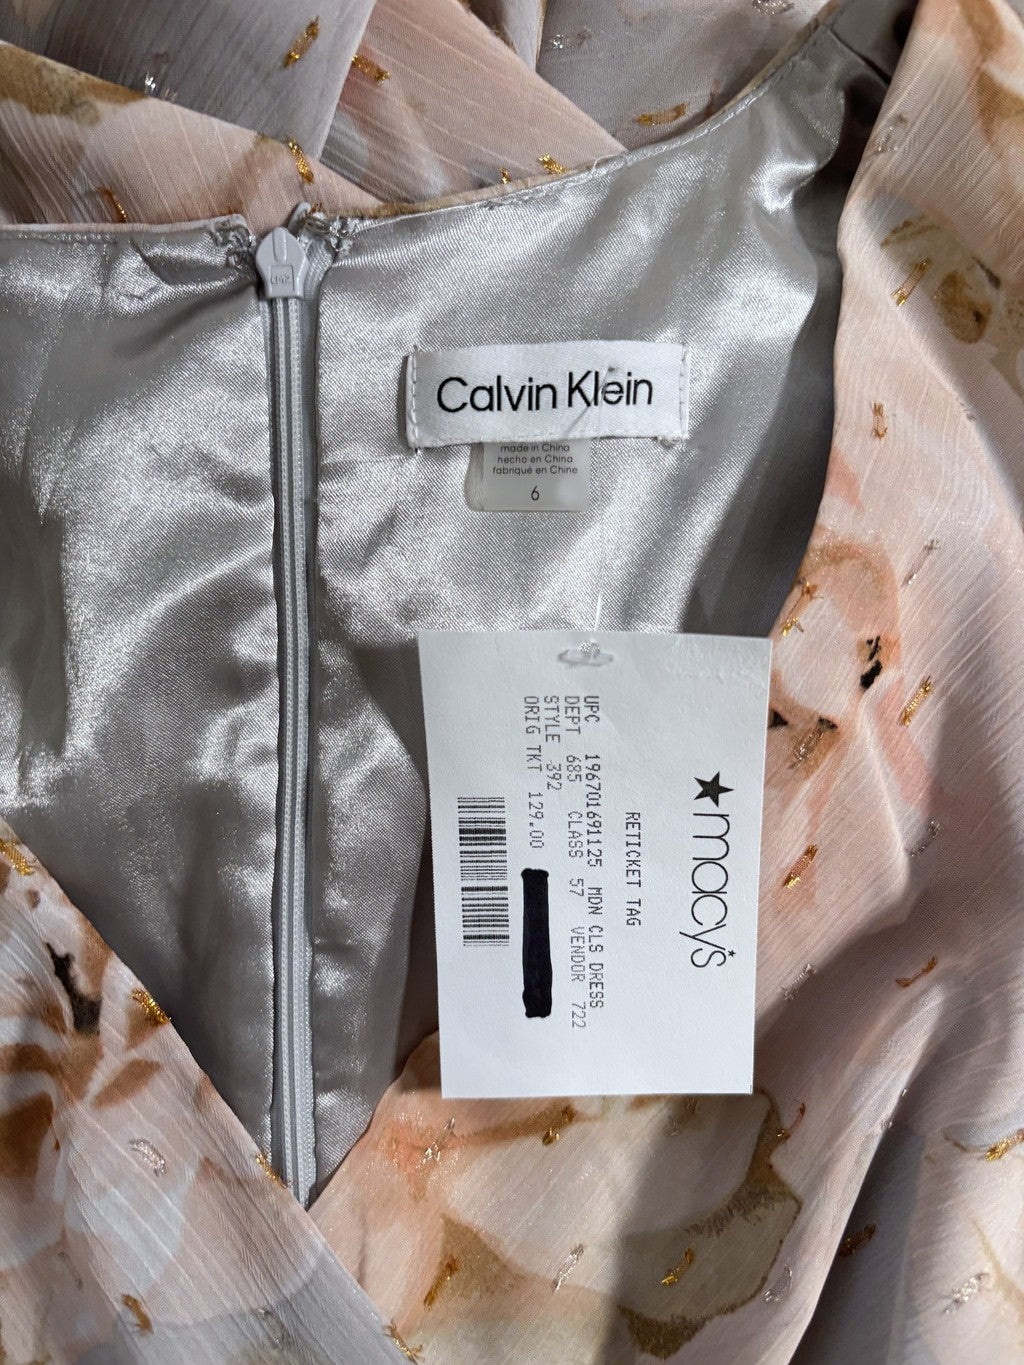 Calvin Klein
made in China
hecho en China
fabriqué en Chine
6
macy's
RETICKET TAG
UPC 196701691125 MDN CLS DRESS
DEPT 685 CLASS 57 VENDOR 722
STYLE 392
ORIG TKT 129.00